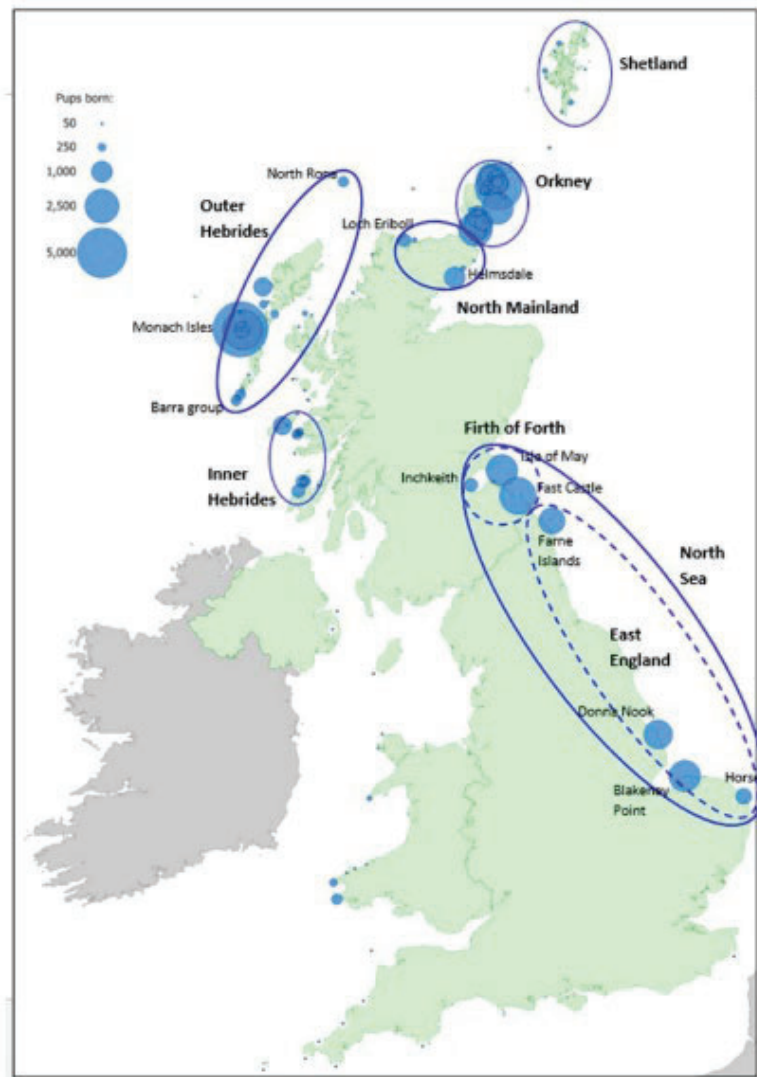 Shetland
Pups born:
50
250
1,000
2,500
5,000
North Rona
Orkney
Outer
Hebrides
Loch Eriboll
Helmsdale
North Mainland
Monach Isles
Barra group
Firth of Forth
Isle of May
Inchkeith
Fast Castle
Inner
Hebrides
Farne
Islands
North
Sea
East
England
Donna Nook
Horse
Blakeney
Point